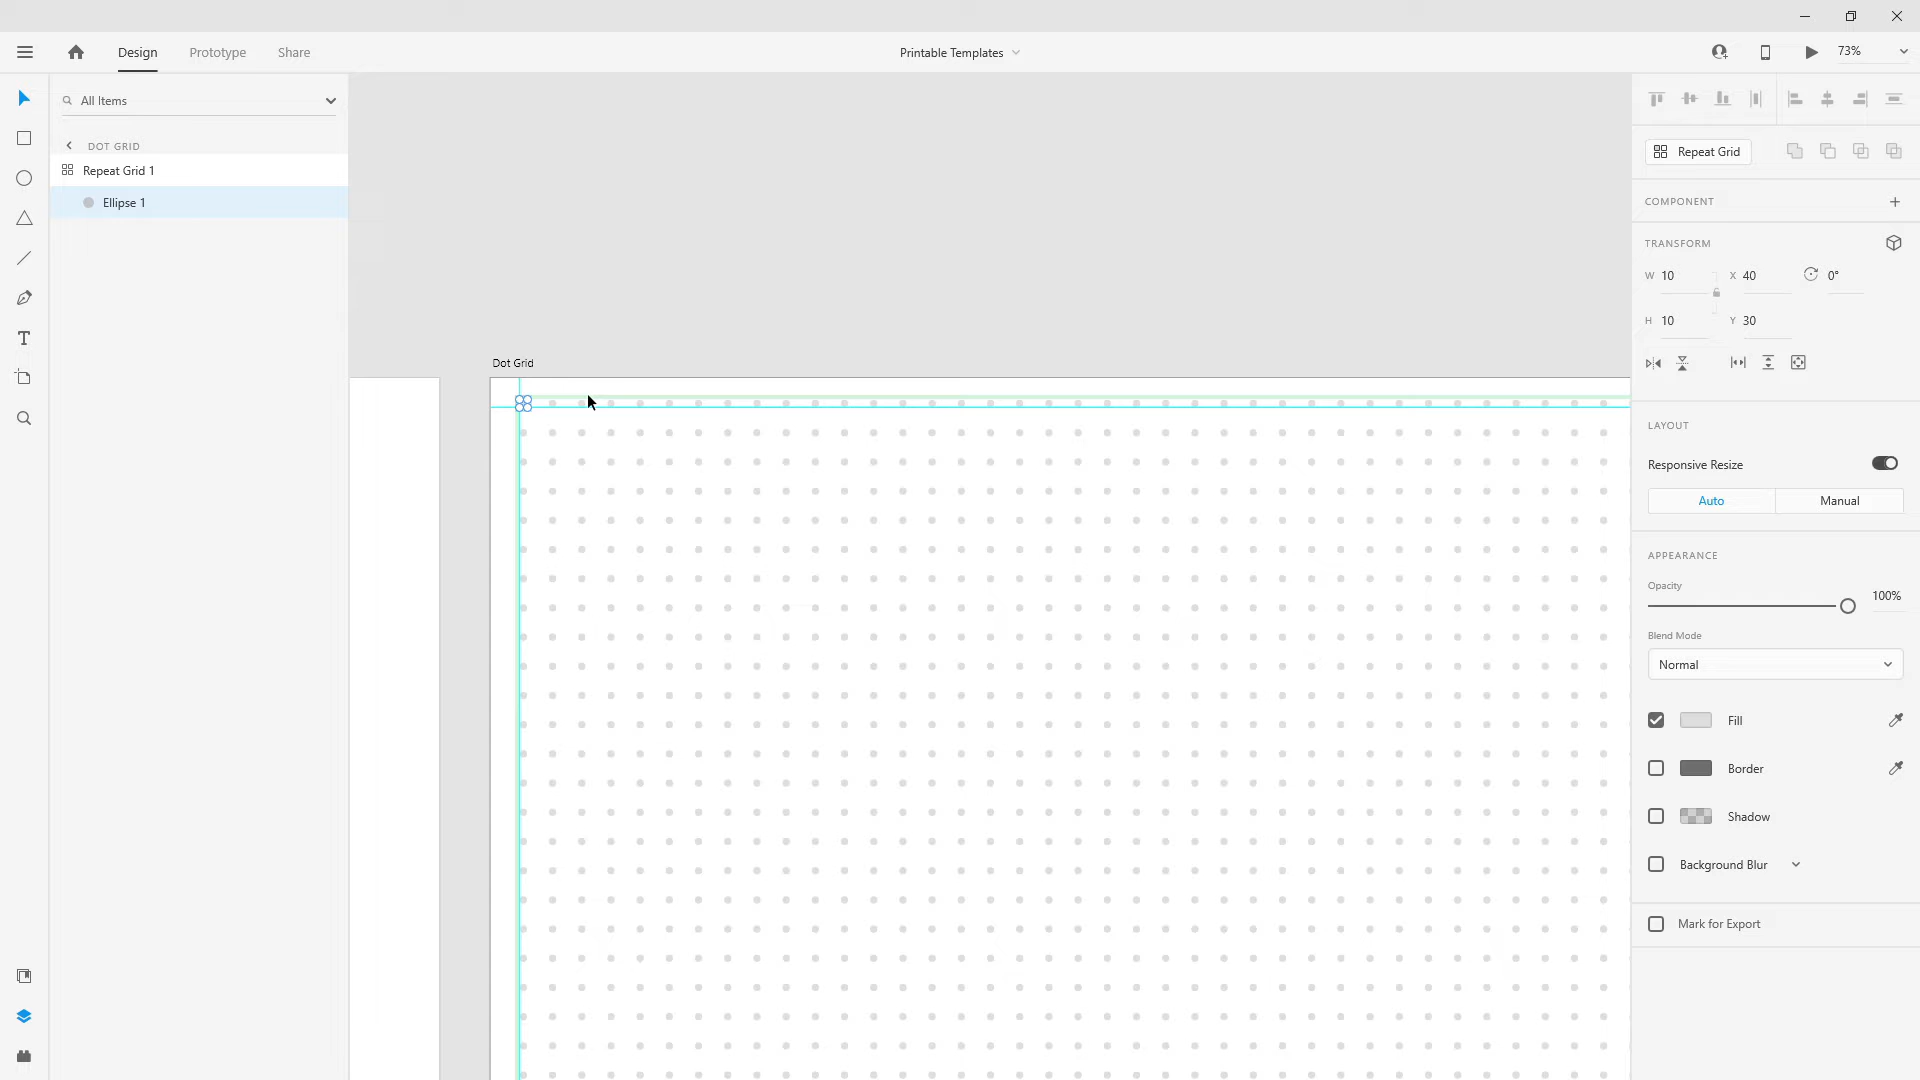 Design Prototype Share Printable Templates 73%
All Items
DOT GRID
Repeat Grid 1
Ellipse 1
Dot Grid
Repeat Grid
COMPONENT
TRANSFORM
W 10 X 40 0°
H 10 Y 30
LAYOUT
Responsive Resize
Auto Manual
APPEARANCE
Opacity
100%
Blend Mode
Normal
Fill
Border
Shadow
Background Blur
Mark for Export